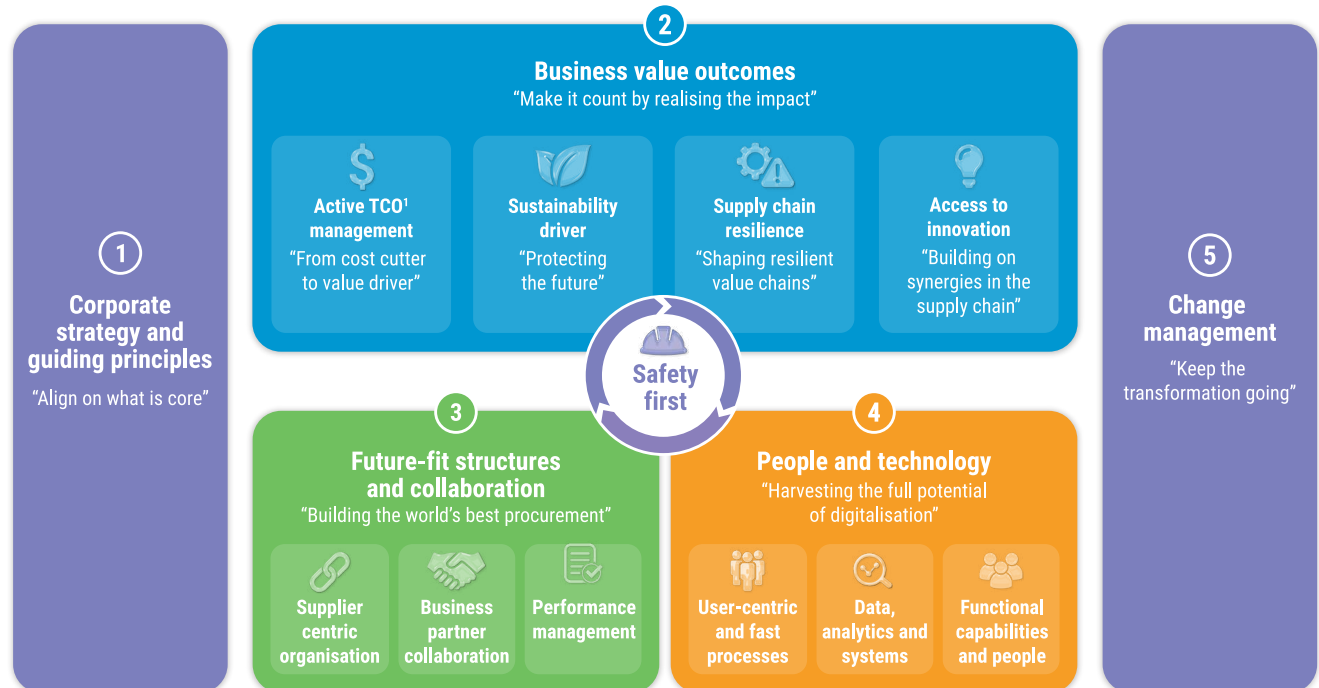 1
Corporate
strategy and
guiding principles
“Align on what is core”
2
Business value outcomes
“Make it count by realising the impact”
$
Active TCO¹
management
“From cost cutter
to value driver”
Sustainability
driver
“Protecting
the future”
Supply chain
resilience
“Shaping resilient
value chains”
Access to
innovation
“Building on
synergies in the
supply chain”
Safety
first
3
Future-fit structures
and collaboration
“Building the world’s best procurement”
Supplier
centric
organisation
Business
partner
collaboration
Performance
management
4
People and technology
“Harvesting the full potential
of digitalisation”
User-centric
and fast
processes
Data,
analytics and
systems
Functional
capabilities
and people
5
Change
management
“Keep the
transformation going”